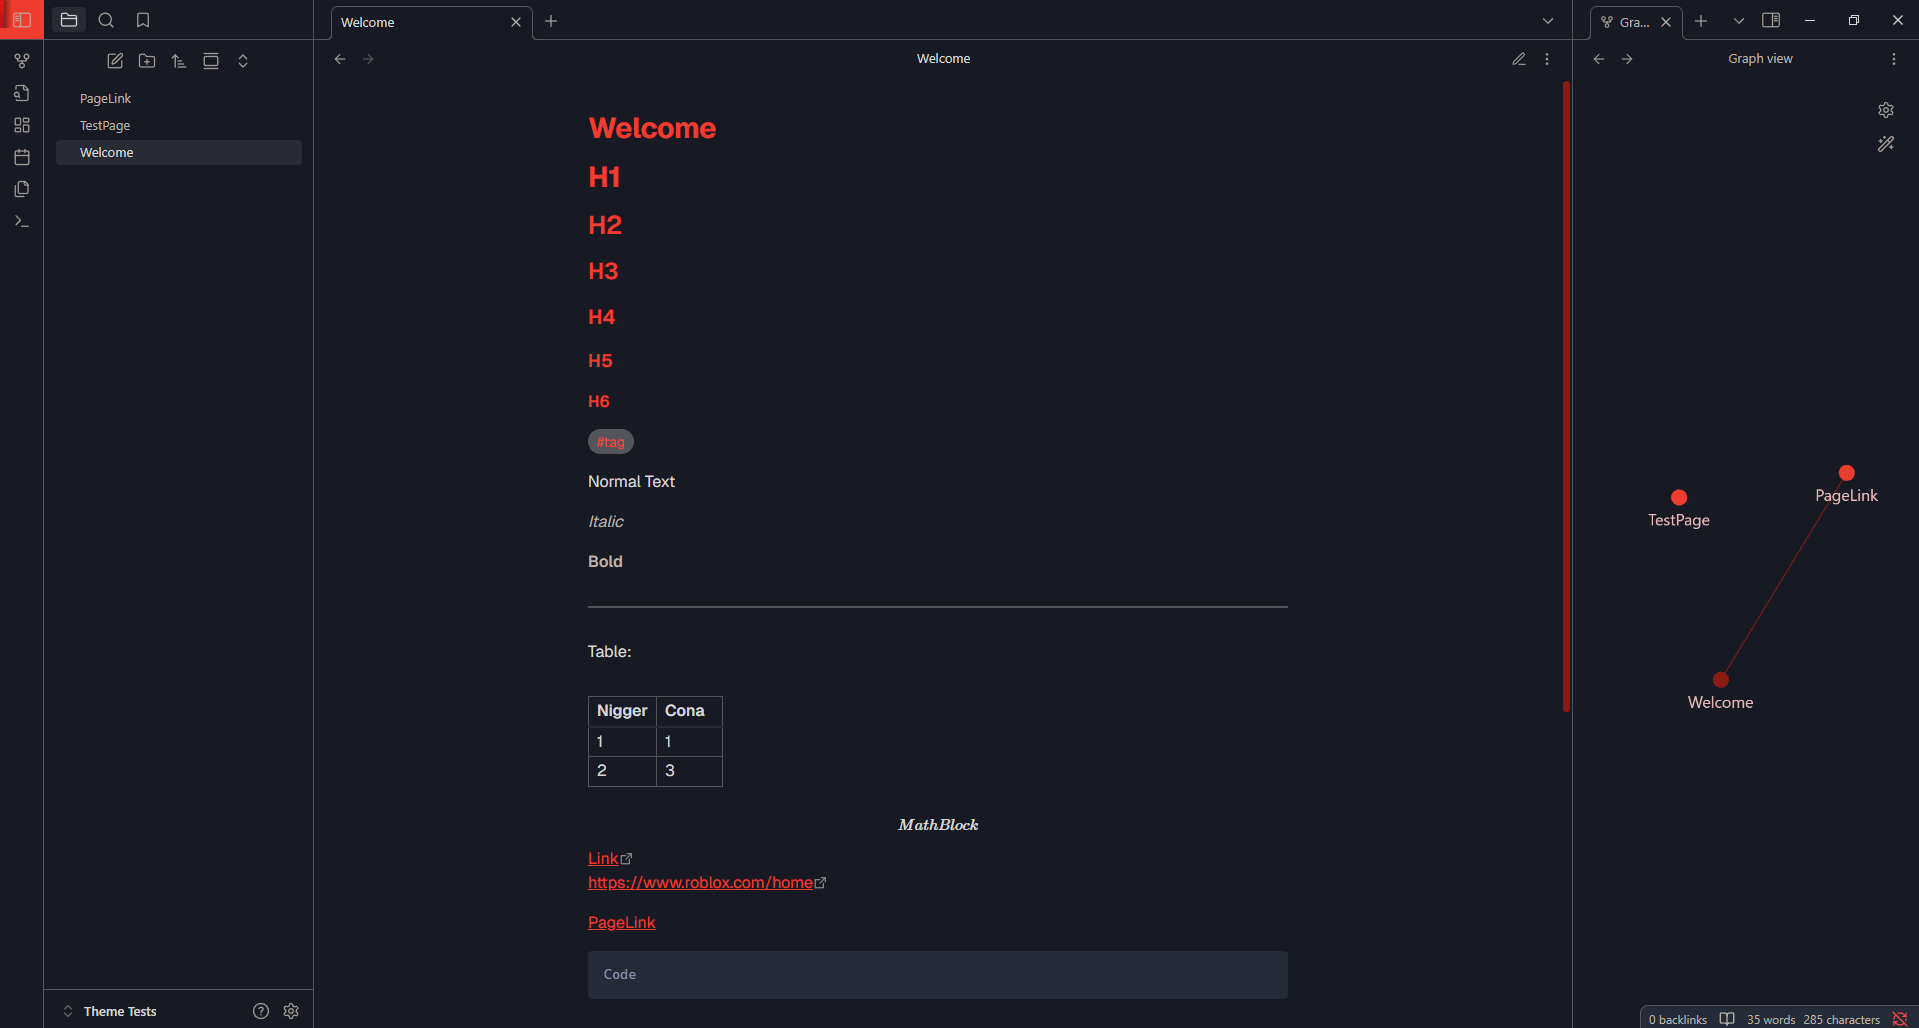 Welcome
Gra...
Welcome
Graph view
PageLink
TestPage
Welcome
Welcome
H1
H2
H3
H4
H5
H6
#tag
Normal Text
Italic
Bold
Table:
Nigger Cona
1 1
2 3
MathBlock
Link
https://www.roblox.com/home
PageLink
Code
PageLink
TestPage
Welcome
Theme Tests
0 backlinks 35 words 285 characters